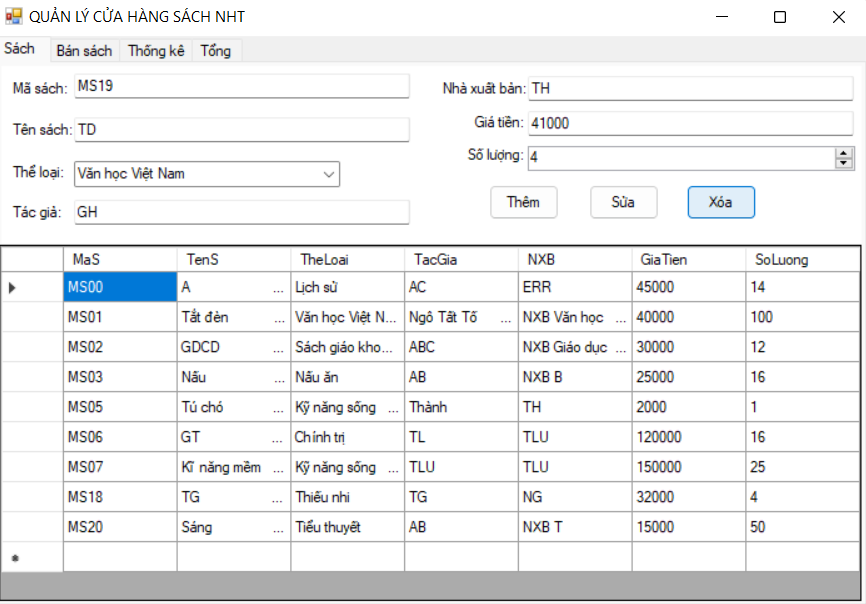 QUẢN LÝ CỬA HÀNG SÁCH NHT
Sách Bán sách Thống kê Tổng
Mã sách: MS19
Nhà xuất bản: TH
Tên sách: TD
Giá tiền: 41000
Thể loại: Văn học Việt Nam
Số lượng: 4
Tác giả: GH
Thêm Sửa Xóa
MaS TenS TheLoai TacGia NXB GiaTien SoLuong
MS00 A ... Lịch sử AC ERR 45000 14
MS01 Tắt đèn ... Văn học Việt N... Ngô Tất Tố ... NXB Văn học ... 40000 100
MS02 GDCD ... Sách giáo kho... ABC NXB Giáo dục ... 30000 12
MS03 Nấu ... Nấu ăn AB NXB B 25000 16
MS05 Tú chó ... Kỹ năng sống ... Thành TH 2000 1
MS06 GT ... Chính trị TL TLU 120000 16
MS07 Kĩ năng mềm ... Kỹ năng sống ... TLU TLU 150000 25
MS18 TG ... Thiếu nhi TG NG 32000 4
MS20 Sáng ... Tiểu thuyết AB NXB T 15000 50